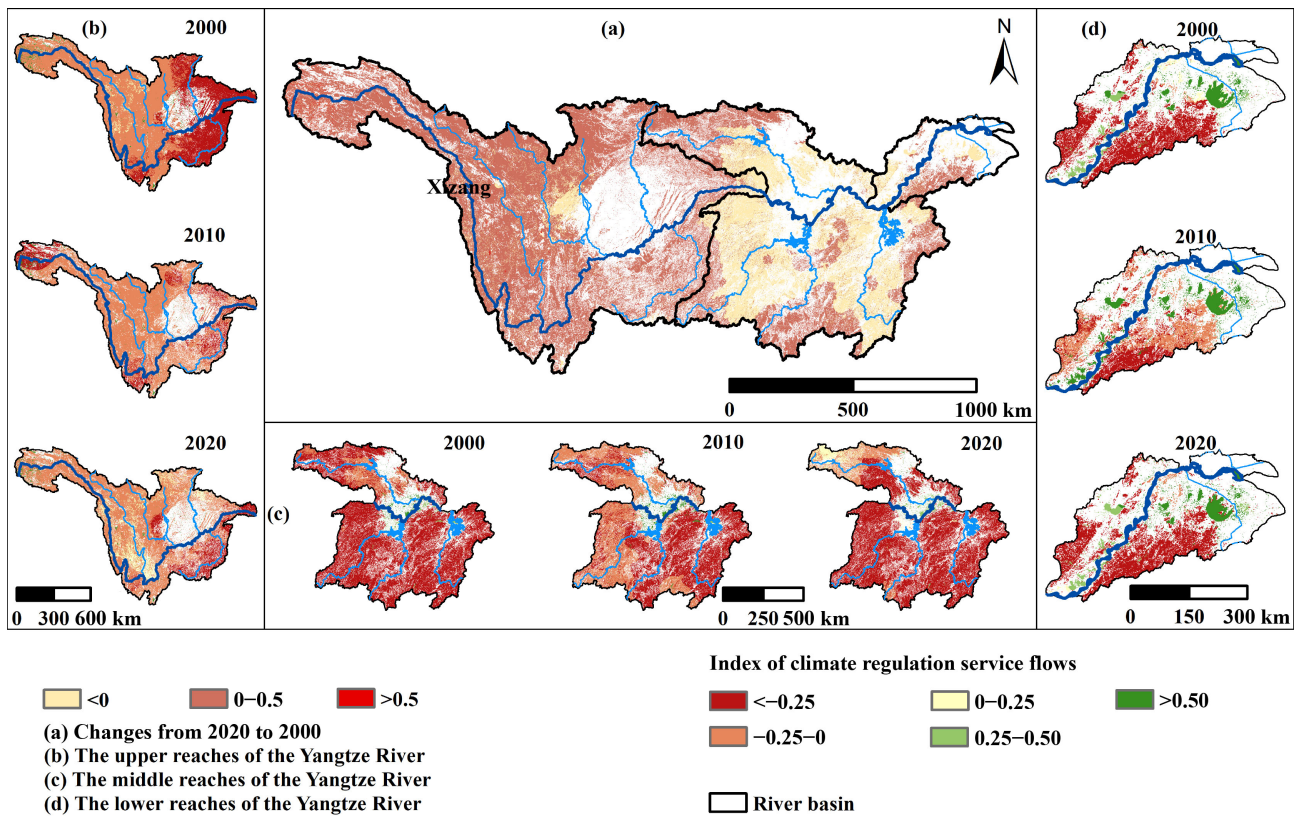 (b)
2000
2010
2020
0 300 600 km
(a)
N
Xizang
0 500 1000 km
(c)
2000
2010
2020
0 250 500 km
(d)
2000
2010
2020
0 150 300 km
<0
0−0.5
>0.5
(a) Changes from 2020 to 2000
(b) The upper reaches of the Yangtze River
(c) The middle reaches of the Yangtze River
(d) The lower reaches of the Yangtze River
Index of climate regulation service flows
<−0.25
0−0.25
>0.50
−0.25−0
0.25−0.50
River basin